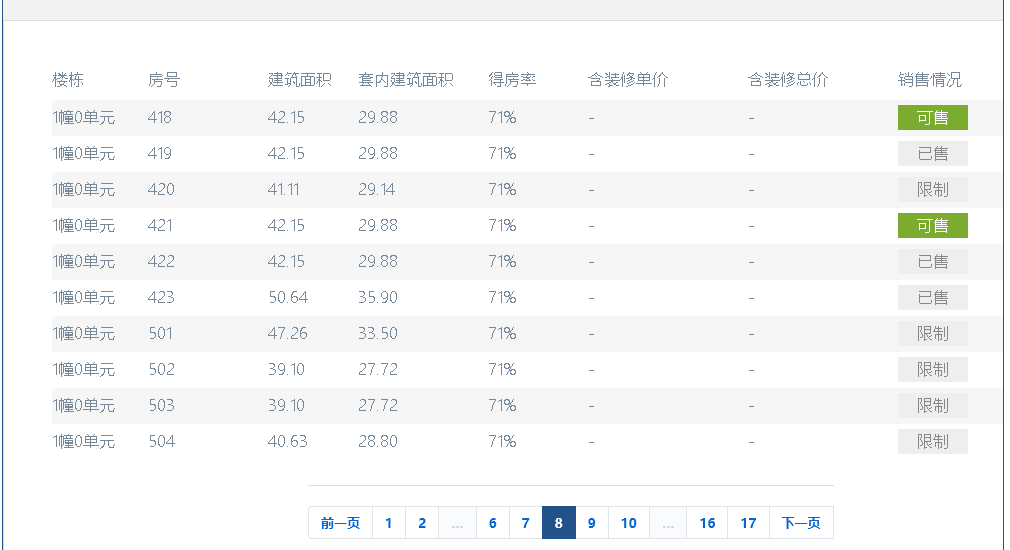 楼栋 房号 建筑面积 套内建筑面积 得房率 含装修单价 含装修总价 销售情况
1幢0单元 418 42.15 29.88 71% - - 可售
1幢0单元 419 42.15 29.88 71% - - 已售
1幢0单元 420 41.11 29.14 71% - - 限制
1幢0单元 421 42.15 29.88 71% - - 可售
1幢0单元 422 42.15 29.88 71% - - 已售
1幢0单元 423 50.64 35.90 71% - - 已售
1幢0单元 501 47.26 33.50 71% - - 限制
1幢0单元 502 39.10 27.72 71% - - 限制
1幢0单元 503 39.10 27.72 71% - - 限制
1幢0单元 504 40.63 28.80 71% - - 限制
前一页 1 2 ... 6 7 8 9 10 ... 16 17 下一页